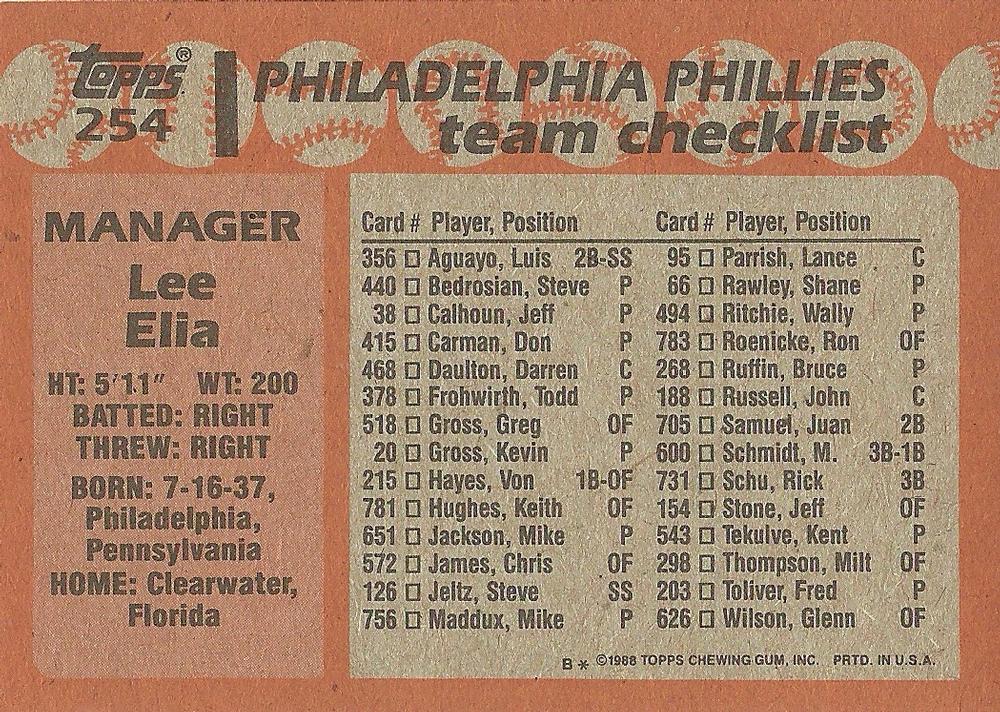 topps®
254
PHILADELPHIA PHILLIES
team checklist
MANAGER
Lee
Elia
HT: 5'11" WT: 200
BATTED: RIGHT
THREW: RIGHT
BORN: 7-16-37,
Philadelphia,
Pennsylvania
HOME: Clearwater,
Florida
Card # Player, Position
356 □ Aguayo, Luis 2B-SS
440 □ Bedrosian, Steve P
38 □ Calhoun, Jeff P
415 □ Carman, Don P
468 □ Daulton, Darren C
378 □ Frohwirth, Todd P
518 □ Gross, Greg OF
20 □ Gross, Kevin P
215 □ Hayes, Von 1B-OF
781 □ Hughes, Keith OF
651 □ Jackson, Mike P
572 □ James, Chris OF
126 □ Jeltz, Steve SS
756 □ Maddux, Mike P
Card # Player, Position
95 □ Parrish, Lance C
66 □ Rawley, Shane P
494 □ Ritchie, Wally P
783 □ Roenicke, Ron OF
268 □ Ruffin, Bruce P
188 □ Russell, John C
705 □ Samuel, Juan 2B
600 □ Schmidt, M. 3B-1B
731 □ Schu, Rick 3B
154 □ Stone, Jeff OF
543 □ Tekulve, Kent P
298 □ Thompson, Milt OF
203 □ Toliver, Fred P
626 □ Wilson, Glenn OF
B * ©1988 TOPPS CHEWING GUM, INC. PRTD. IN U.S.A.